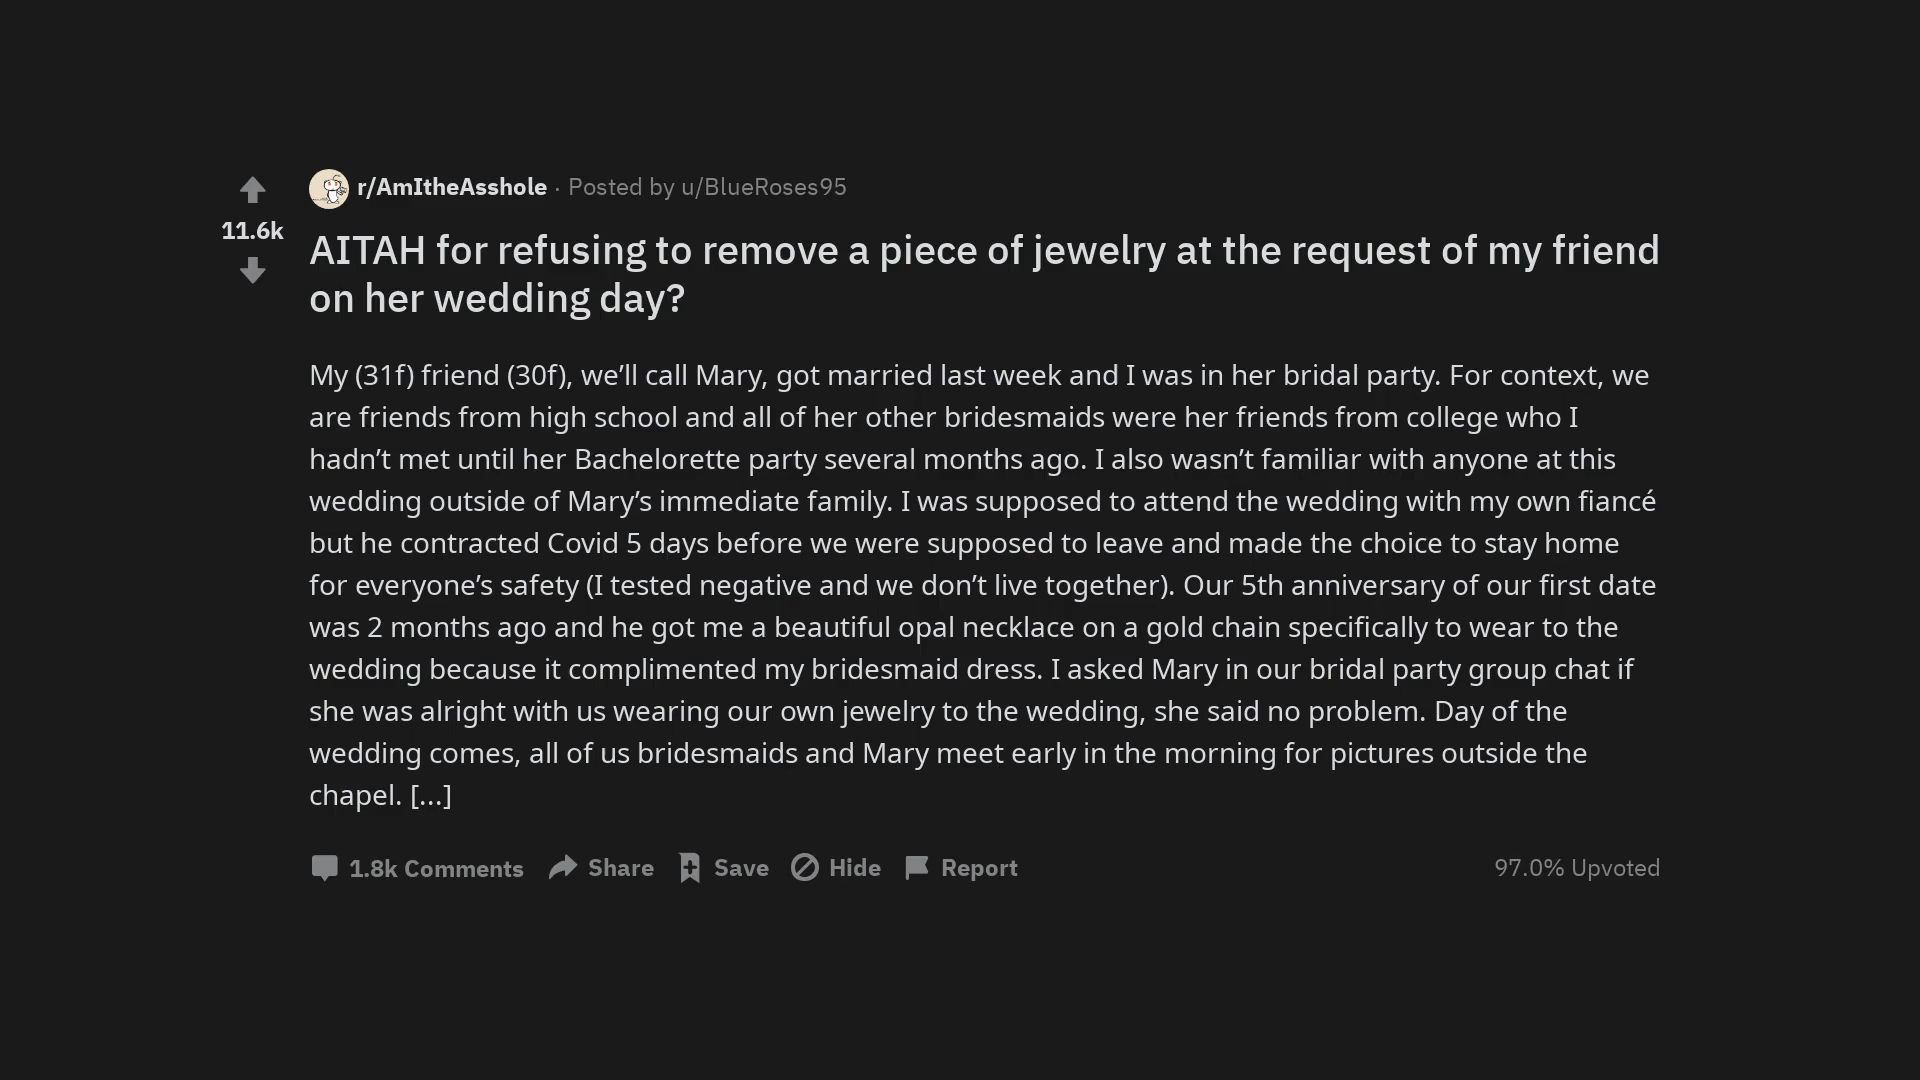 r/AmItheAsshole · Posted by u/BlueRoses95
11.6k
AITAH for refusing to remove a piece of jewelry at the request of my friend
on her wedding day?
My (31f) friend (30f), we’ll call Mary, got married last week and I was in her bridal party. For context, we
are friends from high school and all of her other bridesmaids were her friends from college who I
hadn’t met until her Bachelorette party several months ago. I also wasn’t familiar with anyone at this
wedding outside of Mary’s immediate family. I was supposed to attend the wedding with my own fiancé
but he contracted Covid 5 days before we were supposed to leave and made the choice to stay home
for everyone’s safety (I tested negative and we don’t live together). Our 5th anniversary of our first date
was 2 months ago and he got me a beautiful opal necklace on a gold chain specifically to wear to the
wedding because it complimented my bridesmaid dress. I asked Mary in our bridal party group chat if
she was alright with us wearing our own jewelry to the wedding, she said no problem. Day of the
wedding comes, all of us bridesmaids and Mary meet early in the morning for pictures outside the
chapel. [...]
1.8k Comments Share Save Hide Report 97.0% Upvoted